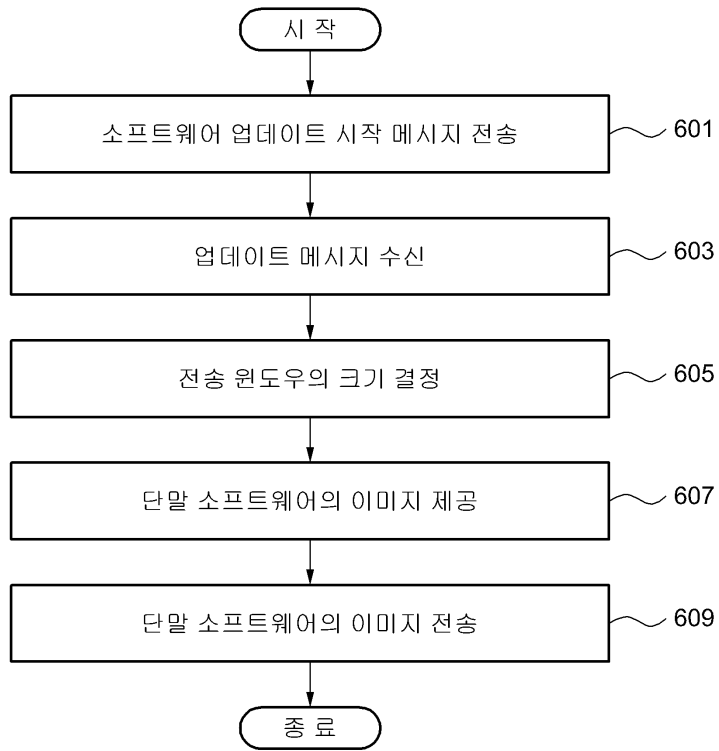 시 작
소프트웨어 업데이트 시작 메시지 전송
601
업데이트 메시지 수신
603
전송 윈도우의 크기 결정
605
단말 소프트웨어의 이미지 제공
607
단말 소프트웨어의 이미지 전송
609
종 료